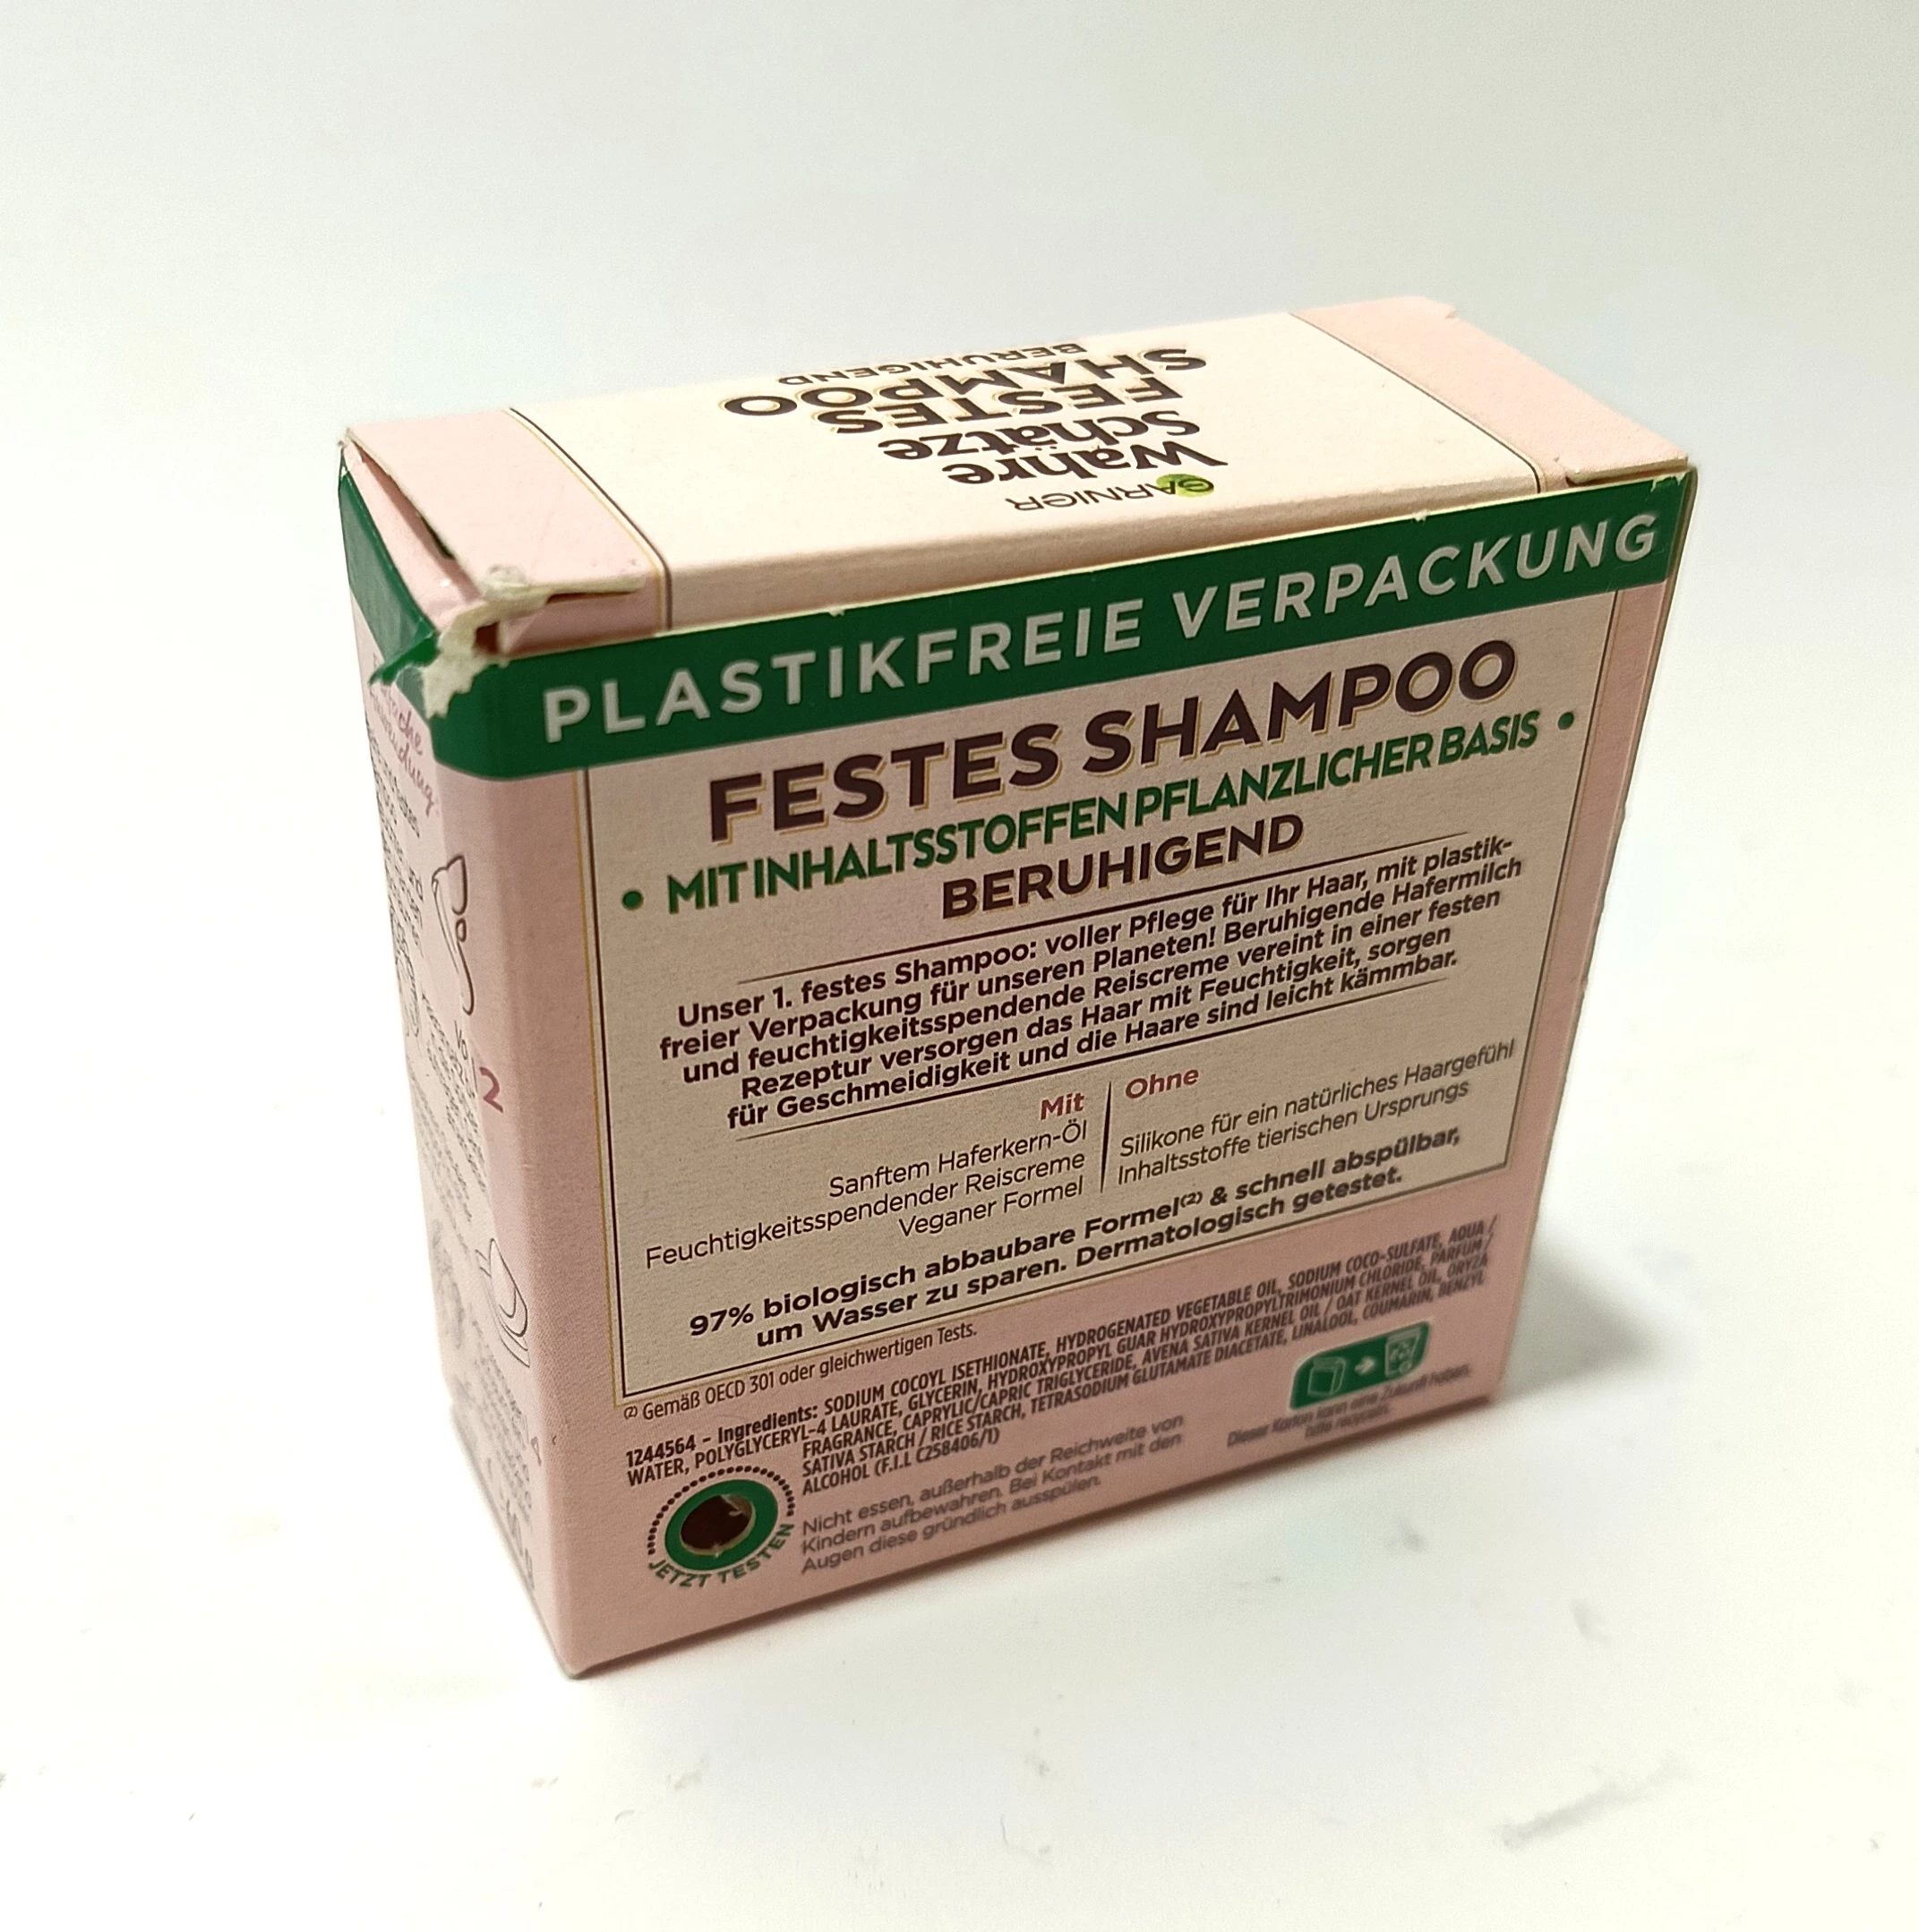 GARNIER
Wahre
Schätze
FESTES
SHAMPOO
BERUHIGEND
PLASTIKFREIE VERPACKUNG
FESTES SHAMPOO
• MIT INHALTSSTOFFEN PFLANZLICHER BASIS •
BERUHIGEND
Unser 1. festes Shampoo: voller Pflege für Ihr Haar, mit plastik-
freier Verpackung für unseren Planeten! Beruhigende Hafermilch
und feuchtigkeitsspendende Reiscreme vereint in einer festen
Rezeptur versorgen das Haar mit Feuchtigkeit, sorgen
für Geschmeidigkeit und die Haare sind leicht kämmbar.
Mit
Sanftem Haferkern-Öl
Feuchtigkeitsspendender Reiscreme
Veganer Formel
Ohne
Silikone für ein natürliches Haargefühl
Inhaltsstoffe tierischen Ursprungs
97% biologisch abbaubare Formel(2) & schnell abspülbar,
um Wasser zu sparen. Dermatologisch getestet.
(2) Gemäß OECD 301 oder gleichwertigen Tests.
1244564 - Ingredients: SODIUM COCOYL ISETHIONATE, HYDROGENATED VEGETABLE OIL, SODIUM COCO-SULFATE, AQUA /
WATER, POLYGLYCERYL-4 LAURATE, GLYCERIN, HYDROXYPROPYL GUAR HYDROXYPROPYLTRIMONIUM CHLORIDE, PARFUM /
FRAGRANCE, CAPRYLIC/CAPRIC TRIGLYCERIDE, AVENA SATIVA KERNEL OIL / OAT KERNEL OIL, ORYZA
SATIVA STARCH / RICE STARCH, TETRASODIUM GLUTAMATE DIACETATE, LINALOOL, COUMARIN, BENZYL
ALCOHOL (F.I.L C258406/1)
Nicht essen, außerhalb der Reichweite von
Kindern aufbewahren. Bei Kontakt mit den
Augen diese gründlich ausspülen.
JETZT TESTEN
Dieser Karton kann eine Zukunft haben,
bitte recyceln.
2